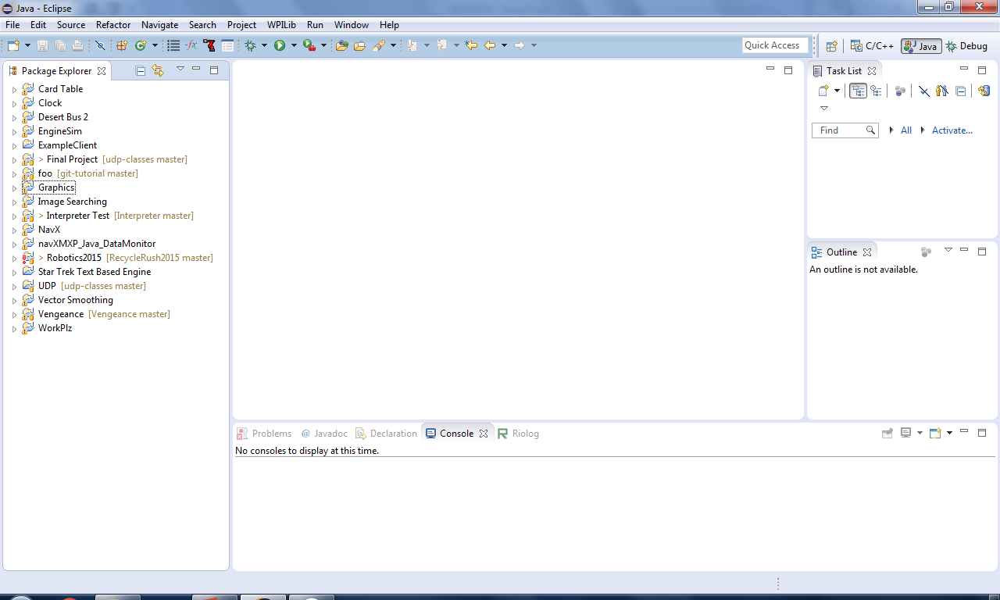 Java - Eclipse
File Edit Source Refactor Navigate Search Project WPILib Run Window Help
Quick Access C/C++ Java Debug
Package Explorer
Card Table
Clock
Desert Bus 2
EngineSim
ExampleClient
> Final Project [udp-classes master]
foo [git-tutorial master]
Graphics
Image Searching
> Interpreter Test [Interpreter master]
NavX
navXMXP_Java_DataMonitor
> Robotics2015 [RecycleRush2015 master]
Star Trek Text Based Engine
UDP [udp-classes master]
Vector Smoothing
Vengeance [Vengeance master]
WorkPlz
Task List
Find All Activate...
Outline
An outline is not available.
Problems @ Javadoc Declaration Console Riolog
No consoles to display at this time.